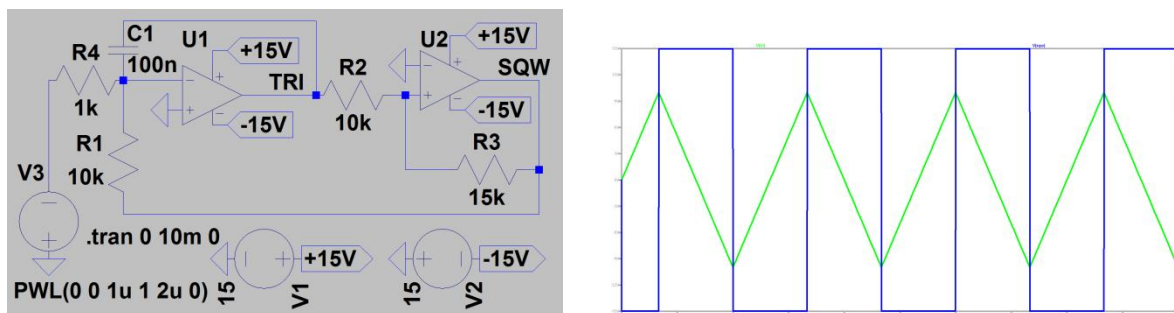 C1
U1
+15V
U2
+15V
R4
100n
TRI
R2
SQW
1k
-15V
10k
-15V
R1
R3
V3
10k
15k
.tran 0 10m 0
+15V
-15V
PWL(0 0 1u 1 2u 0)
15
V1
15
V2